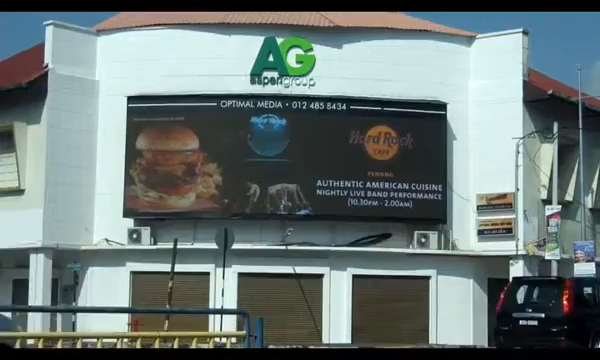 AG
asparigroup
OPTIMAL MEDIA • 012 485 8434
Hard Rock
CAFE
PENANG
AUTHENTIC AMERICAN CUISINE
NIGHTLY LIVE BAND PERFORMANCE
(10.30PM - 2.00AM)